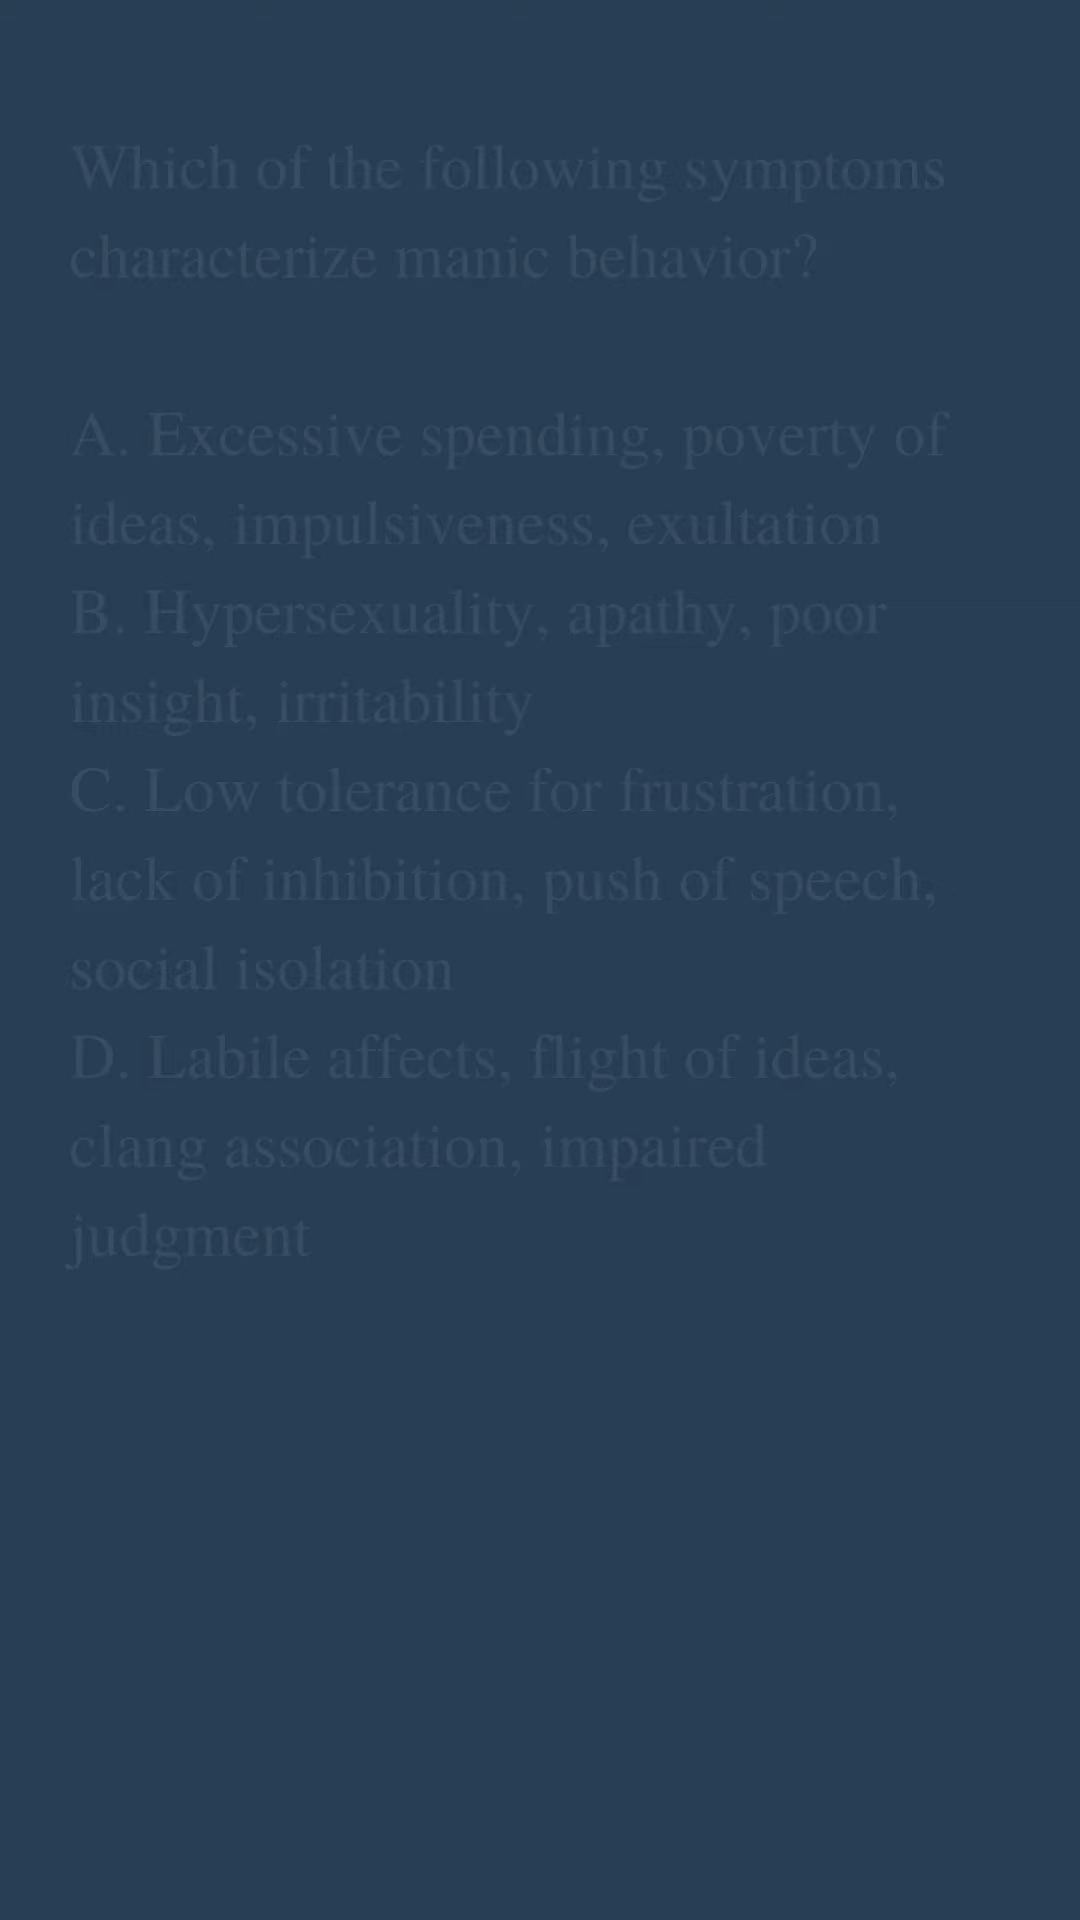 Which of the following symptoms
characterize manic behavior?
A. Excessive spending, poverty of
ideas, impulsiveness, exultation
B. Hypersexuality, apathy, poor
insight, irritability
C. Low tolerance for frustration,
lack of inhibition, push of speech,
social isolation
D. Labile affects, flight of ideas,
clang association, impaired
judgment